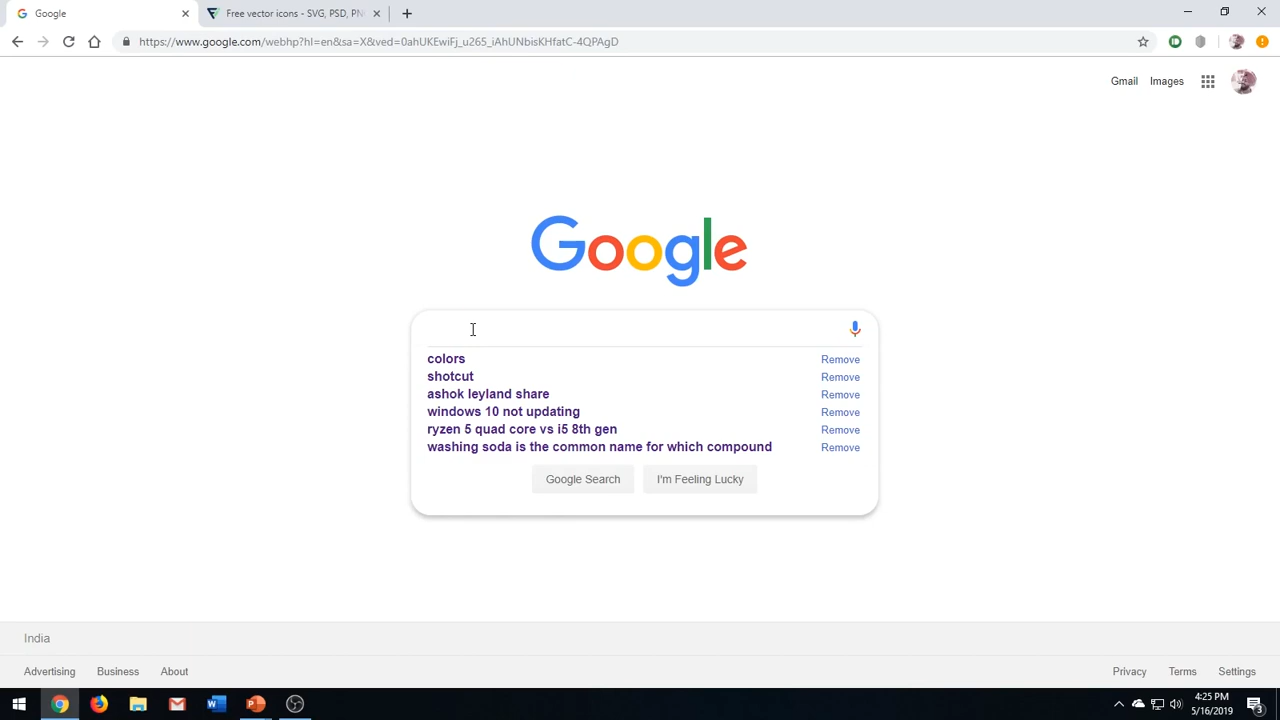 Google
Free vector icons - SVG, PSD, PN
https://www.google.com/webhp?hl=en&sa=X&ved=0ahUKEwiFj_u265_iAhUNbisKHfatC-4QPAgD
Gmail Images
Google
colors Remove
shotcut Remove
ashok leyland share Remove
windows 10 not updating Remove
ryzen 5 quad core vs i5 8th gen Remove
washing soda is the common name for which compound Remove
Google Search I'm Feeling Lucky
India
Advertising Business About Privacy Terms Settings
4:25 PM
5/16/2019
3